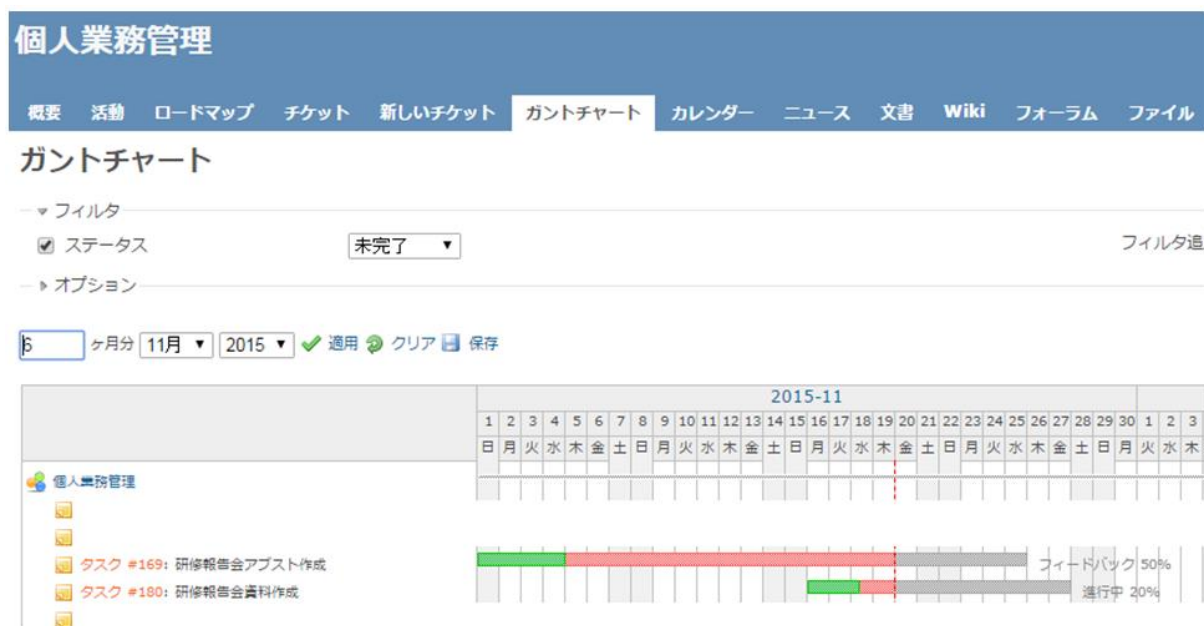 個人業務管理
概要 活動 ロードマップ チケット 新しいチケット ガントチャート カレンダー ニュース 文書 Wiki フォーラム ファイル
ガントチャート
フィルタ
ステータス 未完了 フィルタ追
オプション
6 ヶ月分 11月 2015 適用 クリア 保存
2015-11
1 2 3 4 5 6 7 8 9 10 11 12 13 14 15 16 17 18 19 20 21 22 23 24 25 26 27 28 29 30 1 2 3
日 月 火 水 木 金 土 日 月 火 水 木 金 土 日 月 火 水 木 金 土 日 月 火 水 木 金 土 日 月 火 水 木
個人業務管理
タスク #169: 研修報告会アブスト作成 フィードバック 50%
タスク #180: 研修報告会資料作成 進行中 20%